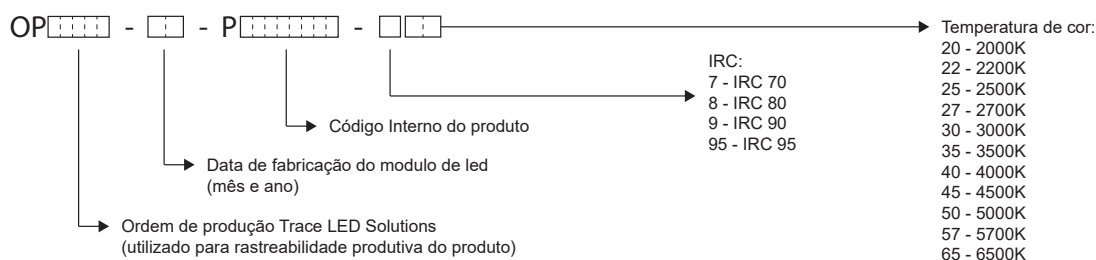 OP - - P -
Temperatura de cor:
20 - 2000K
22 - 2200K
25 - 2500K
27 - 2700K
30 - 3000K
35 - 3500K
40 - 4000K
45 - 4500K
50 - 5000K
57 - 5700K
65 - 6500K
IRC:
7 - IRC 70
8 - IRC 80
9 - IRC 90
95 - IRC 95
Código Interno do produto
Data de fabricação do modulo de led
(mês e ano)
Ordem de produção Trace LED Solutions
(utilizado para rastreabilidade produtiva do produto)